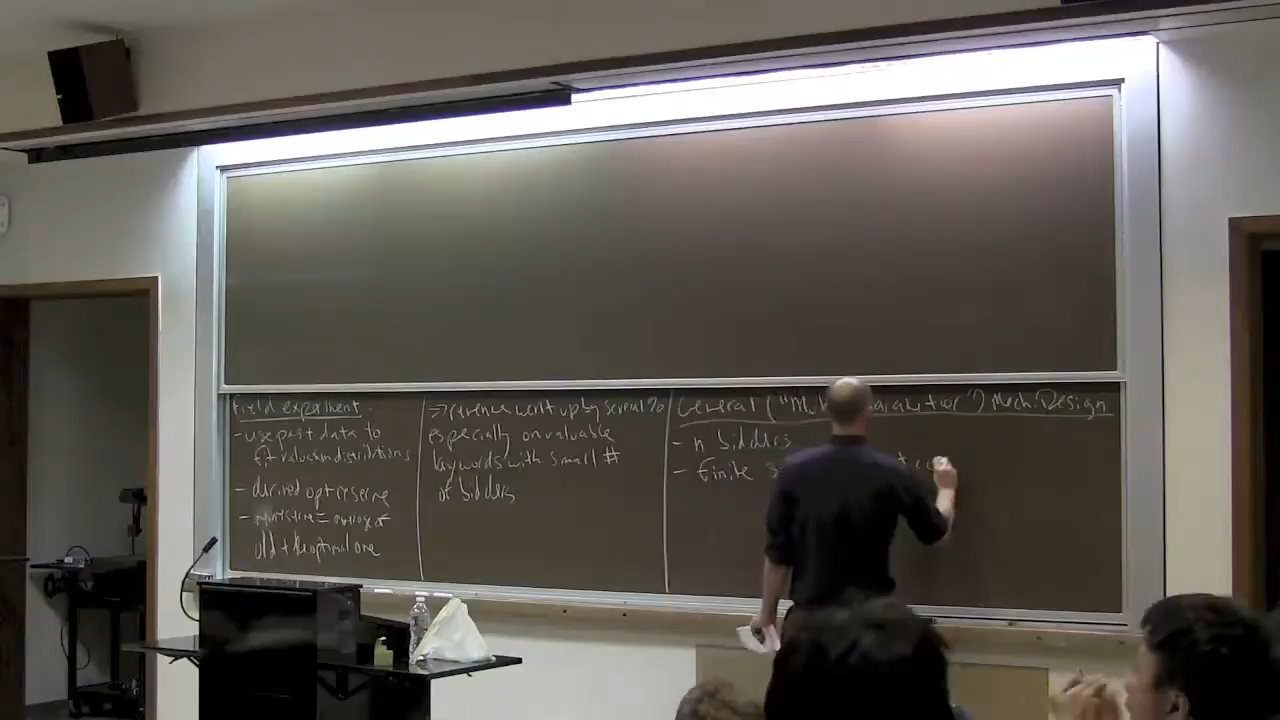 Field experiment.
- use past data to
fit valuation distributions
- derived opt reserve
- new reserve = average of
old + the optimal one
=> revenue went up by several %
especially on valuable
keywords with small #
of bidders
General ("Mu parameter") Mech. Design
- n bidders
- finite s